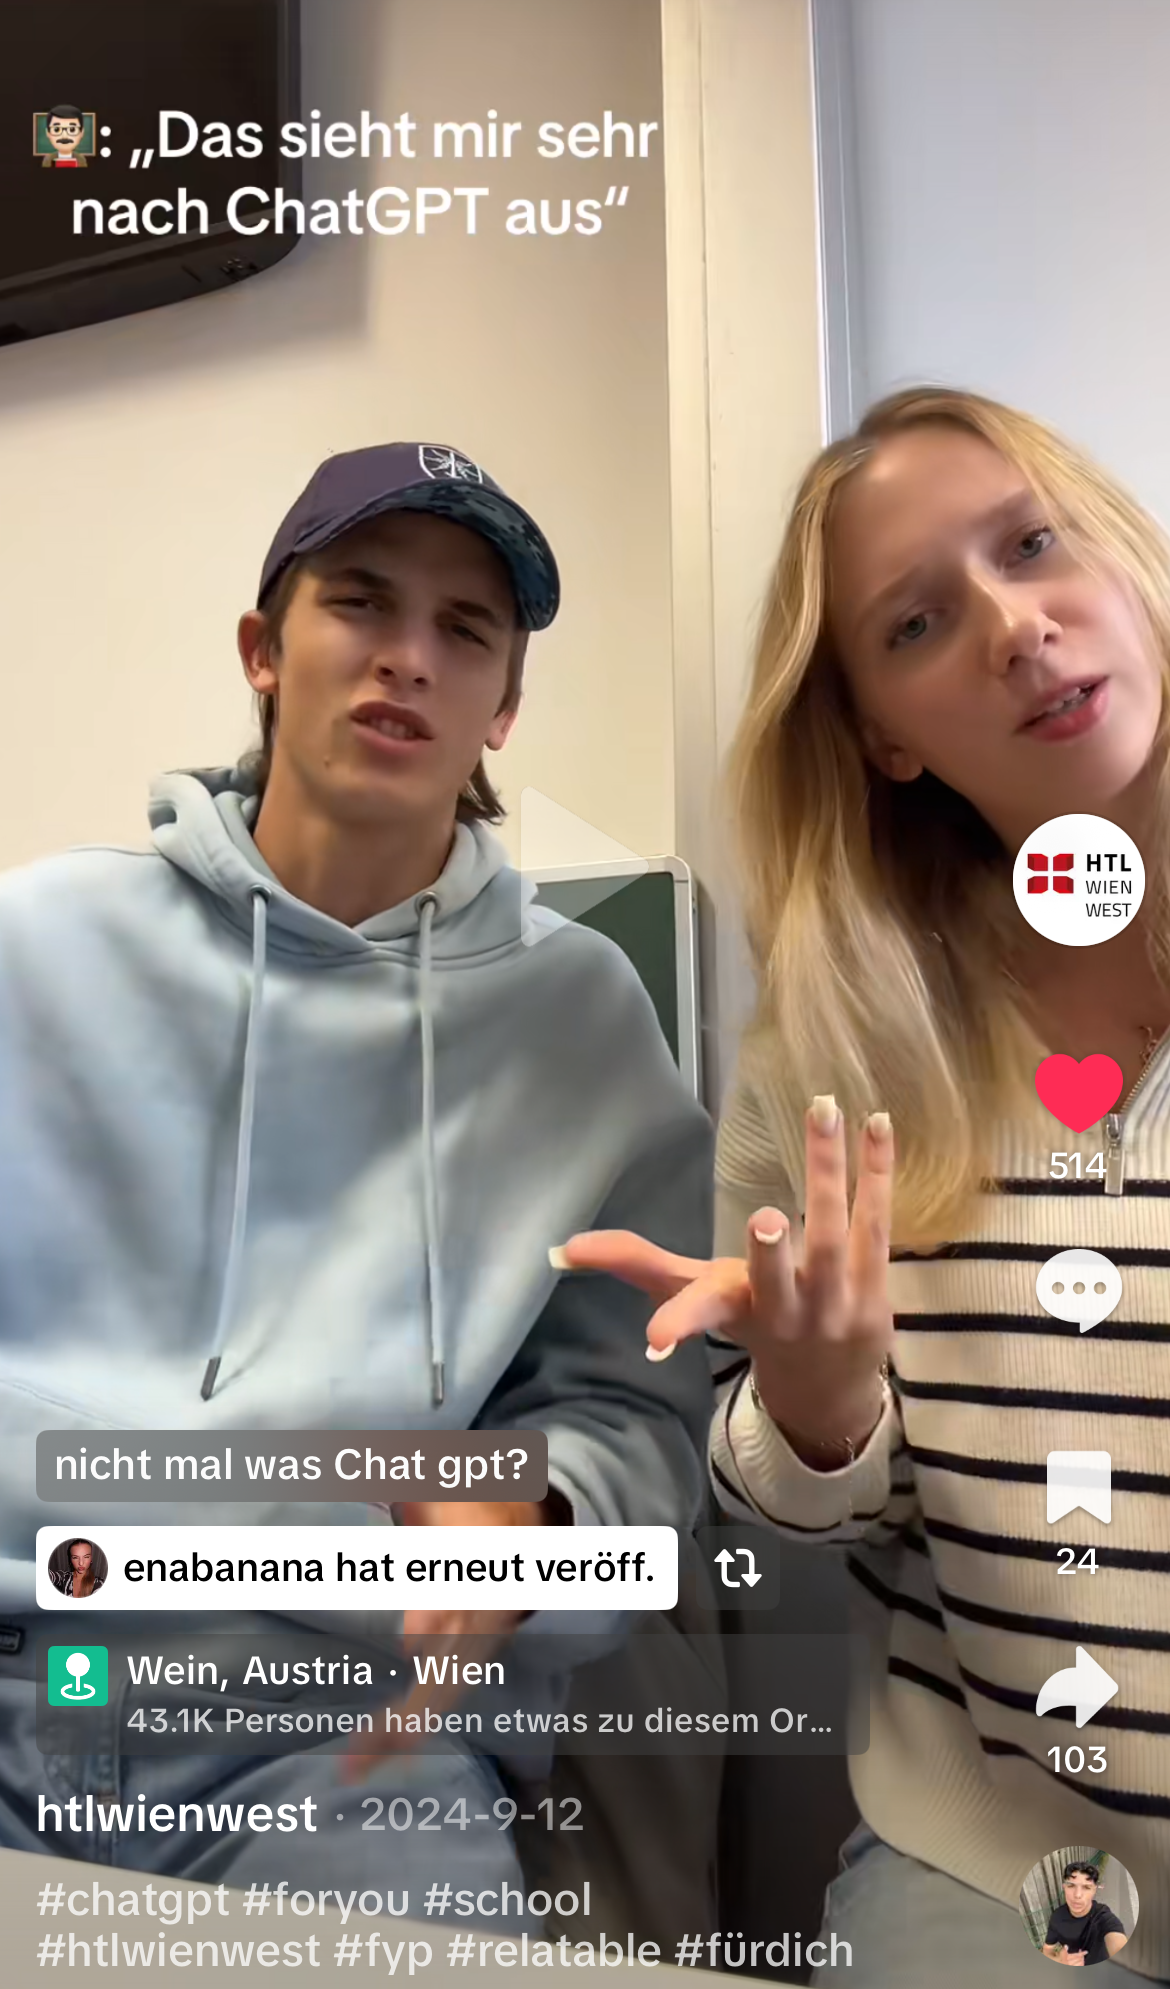 👨🏻‍🏫: „Das sieht mir sehr
nach ChatGPT aus“
HTL
WIEN
WEST
514
nicht mal was Chat gpt?
enabanana hat erneut veröff.
24
Wein, Austria · Wien
43.1K Personen haben etwas zu diesem Or...
103
htlwienwest · 2024-9-12
#chatgpt #foryou #school
#htlwienwest #fyp #relatable #fürdich